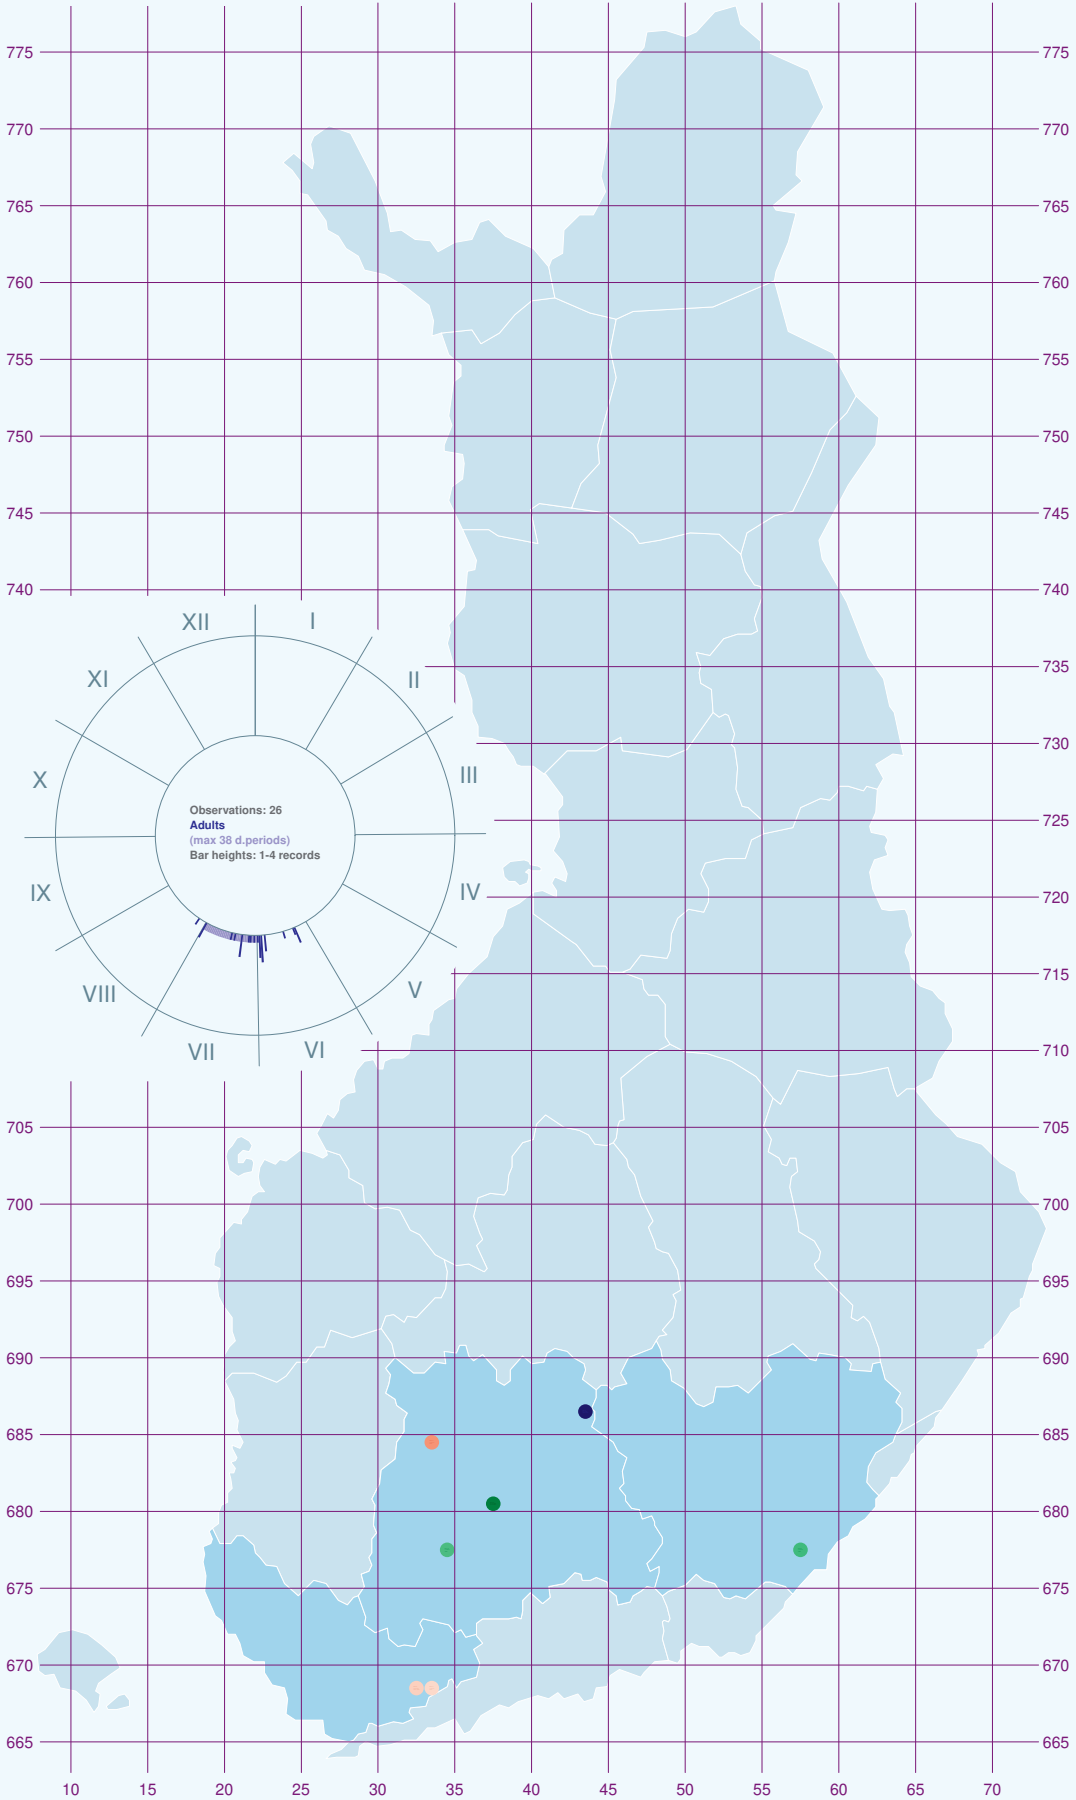 775 775
770 770
765 765
760 760
755 755
750 750
745 745
740 740
XII I
735
XI II
730
X III
Observations: 26
Adults
(max 38 d.periods)
Bar heights: 1-4 records
725
IX IV
720
715
VIII V
VII VI
710
705 705
700 700
695 695
690 690
685 685
680 680
675 675
670 670
665 665
10 15 20 25 30 35 40 45 50 55 60 65 70